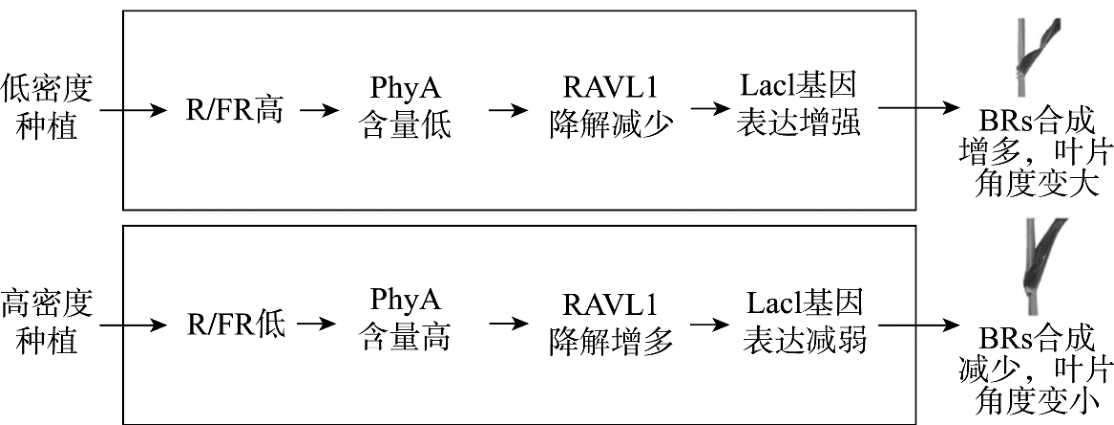 低密度
种植
R/FR高
PhyA
含量低
RAVL1
降解减少
Lacl基因
表达增强
BRs合成
增多，叶片
角度变大
高密度
种植
R/FR低
PhyA
含量高
RAVL1
降解增多
Lacl基因
表达减弱
BRs合成
减少，叶片
角度变小